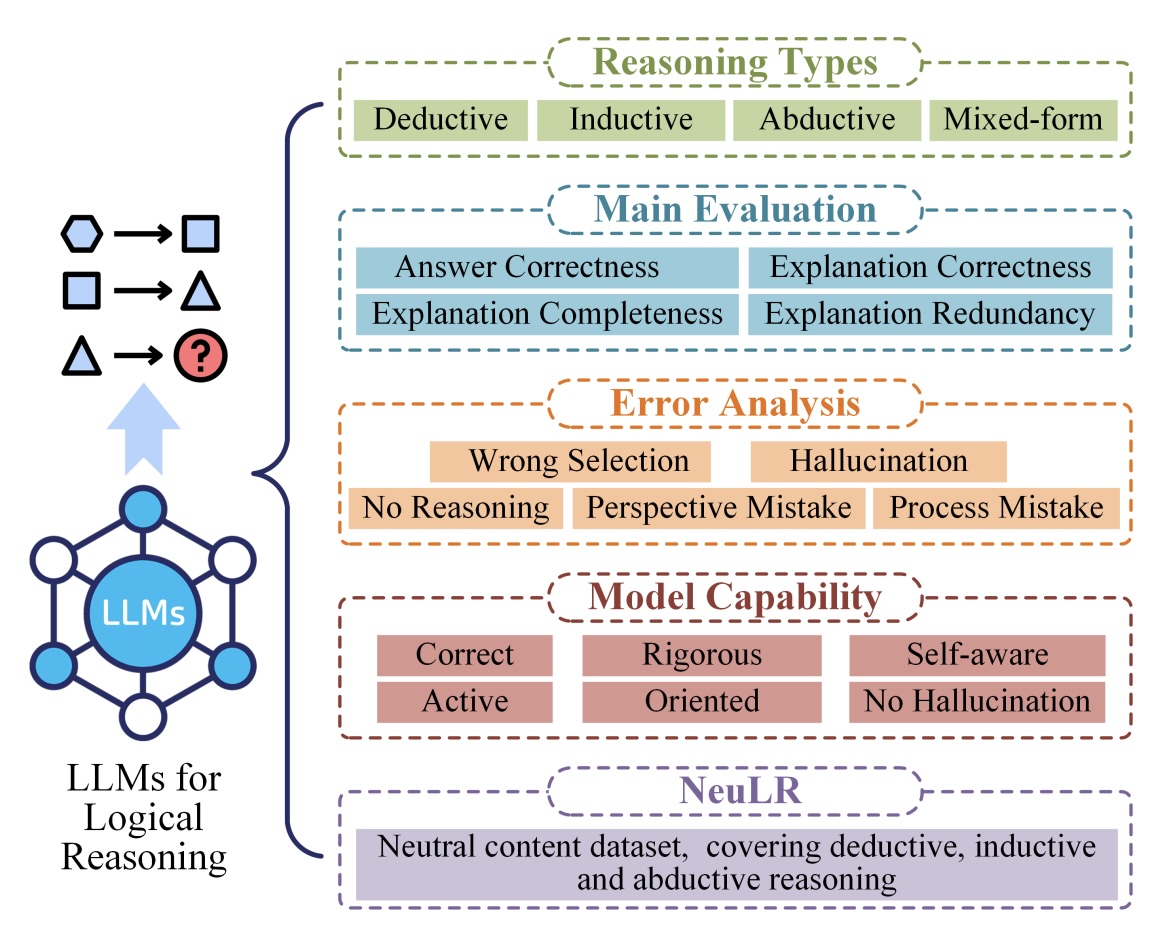 Reasoning Types
Deductive
Inductive
Abductive
Mixed-form
Main Evaluation
Answer Correctness
Explanation Correctness
Explanation Completeness
Explanation Redundancy
Error Analysis
Wrong Selection
Hallucination
No Reasoning
Perspective Mistake
Process Mistake
Model Capability
Correct
Rigorous
Self-aware
Active
Oriented
No Hallucination
NeuLR
Neutral content dataset, covering deductive, inductive
and abductive reasoning
?
LLMs
LLMs for
Logical
Reasoning